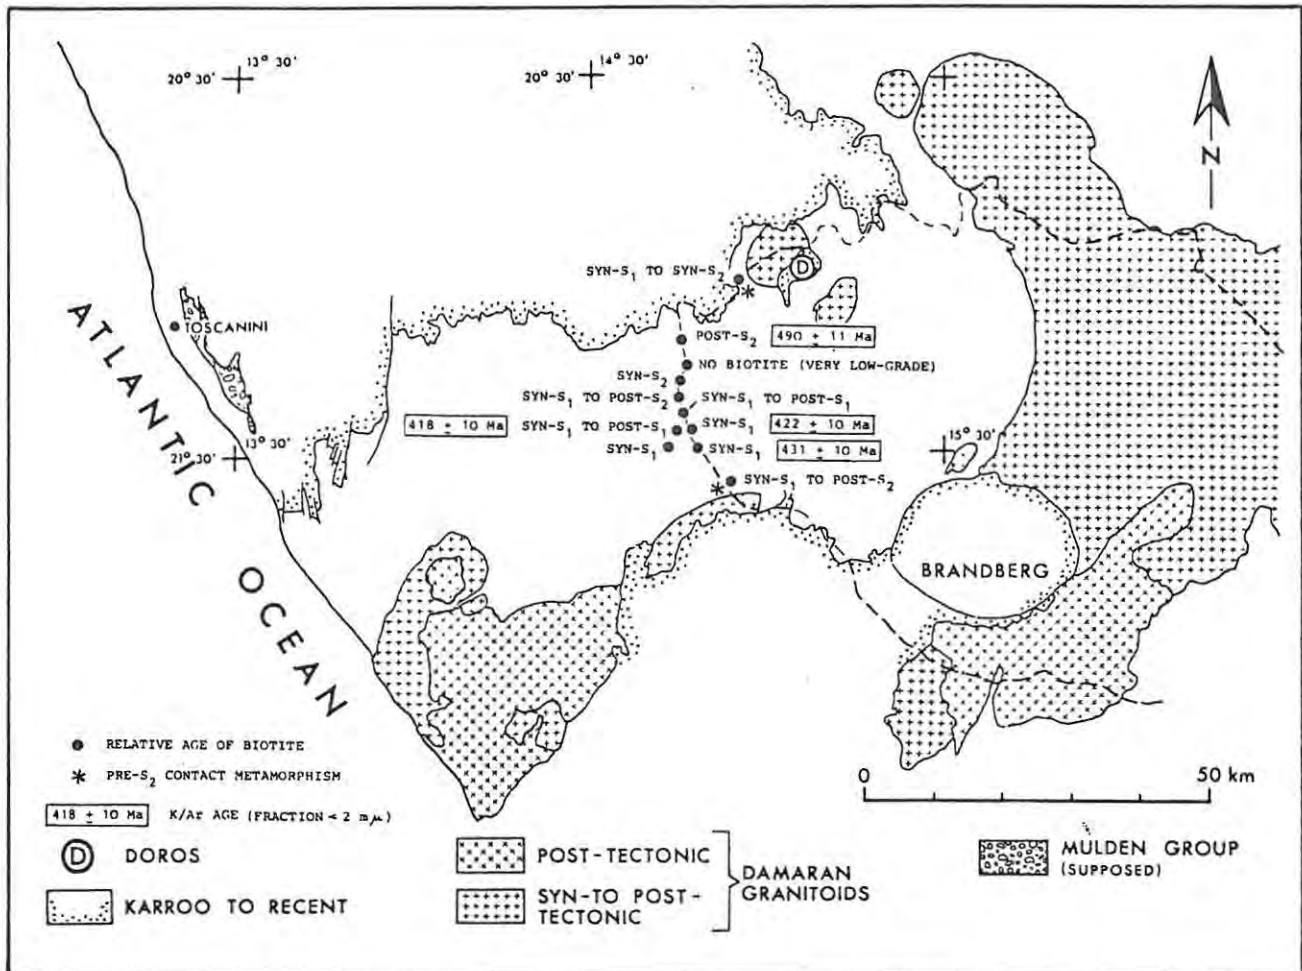 13° 30'
20° 30'
14° 30'
20° 30'
N
SYN-S₁ TO SYN-S₂
D
TOSCANINI
POST-S₂
490 ± 11 Ma
NO BIOTITE (VERY LOW-GRADE)
SYN-S₂
SYN-S₁ TO POST-S₂
SYN-S₁ TO POST-S₁
418 ± 10 Ma
SYN-S₁ TO POST-S₁
SYN-S₁
422 ± 10 Ma
SYN-S₁
SYN-S₁
431 ± 10 Ma
13° 30'
21° 30'
15° 30'
SYN-S₁ TO POST-S₂
BRANDBERG
ATLANTIC
OCEAN
RELATIVE AGE OF BIOTITE
PRE-S₂ CONTACT METAMORPHISM
418 ± 10 Ma K/Ar AGE (FRACTION < 2 mμ)
D DOROS
KARROO TO RECENT
0 50 km
POST-TECTONIC
SYN-TO POST-
TECTONIC
DAMARAN
GRANITOIDS
MULDEN GROUP
(SUPPOSED)